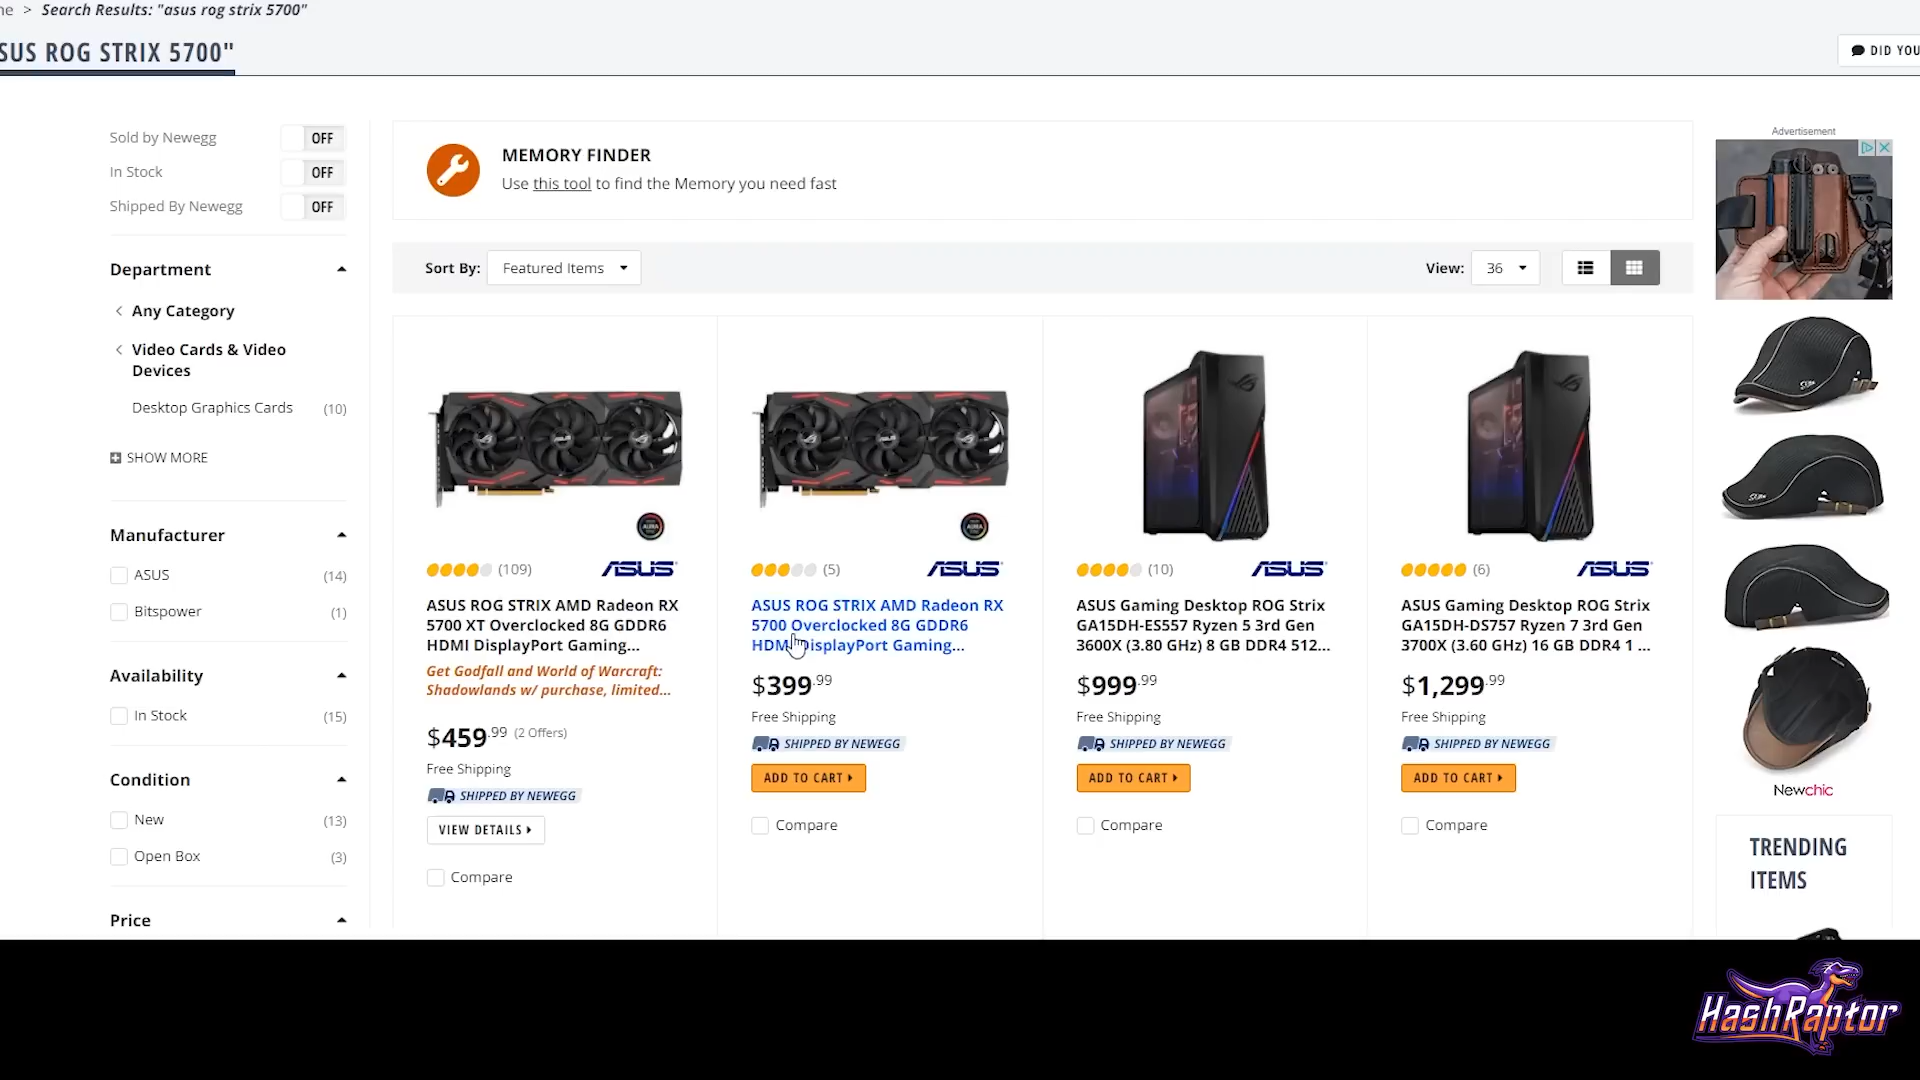 ne > Search Results: "asus rog strix 5700"
SUS ROG STRIX 5700"
DID YOU
Sold by Newegg OFF
In Stock OFF
Shipped By Newegg OFF
Department
Any Category
Video Cards & Video
Devices
Desktop Graphics Cards (10)
SHOW MORE
Manufacturer
ASUS (14)
Bitspower (1)
Availability
In Stock (15)
Condition
New (13)
Open Box (3)
Price
MEMORY FINDER
Use this tool to find the Memory you need fast
Sort By: Featured Items
View: 36
(109) ASUS
ASUS ROG STRIX AMD Radeon RX
5700 XT Overclocked 8G GDDR6
HDMI DisplayPort Gaming...
Get Godfall and World of Warcraft:
Shadowlands w/ purchase, limited...
$459.99 (2 Offers)
Free Shipping
SHIPPED BY NEWEGG
VIEW DETAILS
Compare
(5) ASUS
ASUS ROG STRIX AMD Radeon RX
5700 Overclocked 8G GDDR6
HDMI DisplayPort Gaming...
$399.99
Free Shipping
SHIPPED BY NEWEGG
ADD TO CART
Compare
(10) ASUS
ASUS Gaming Desktop ROG Strix
GA15DH-ES557 Ryzen 5 3rd Gen
3600X (3.80 GHz) 8 GB DDR4 512...
$999.99
Free Shipping
SHIPPED BY NEWEGG
ADD TO CART
Compare
(6) ASUS
ASUS Gaming Desktop ROG Strix
GA15DH-DS757 Ryzen 7 3rd Gen
3700X (3.60 GHz) 16 GB DDR4 1 ...
$1,299.99
Free Shipping
SHIPPED BY NEWEGG
ADD TO CART
Compare
Advertisement
Newchic
TRENDING
ITEMS
HashRaptor